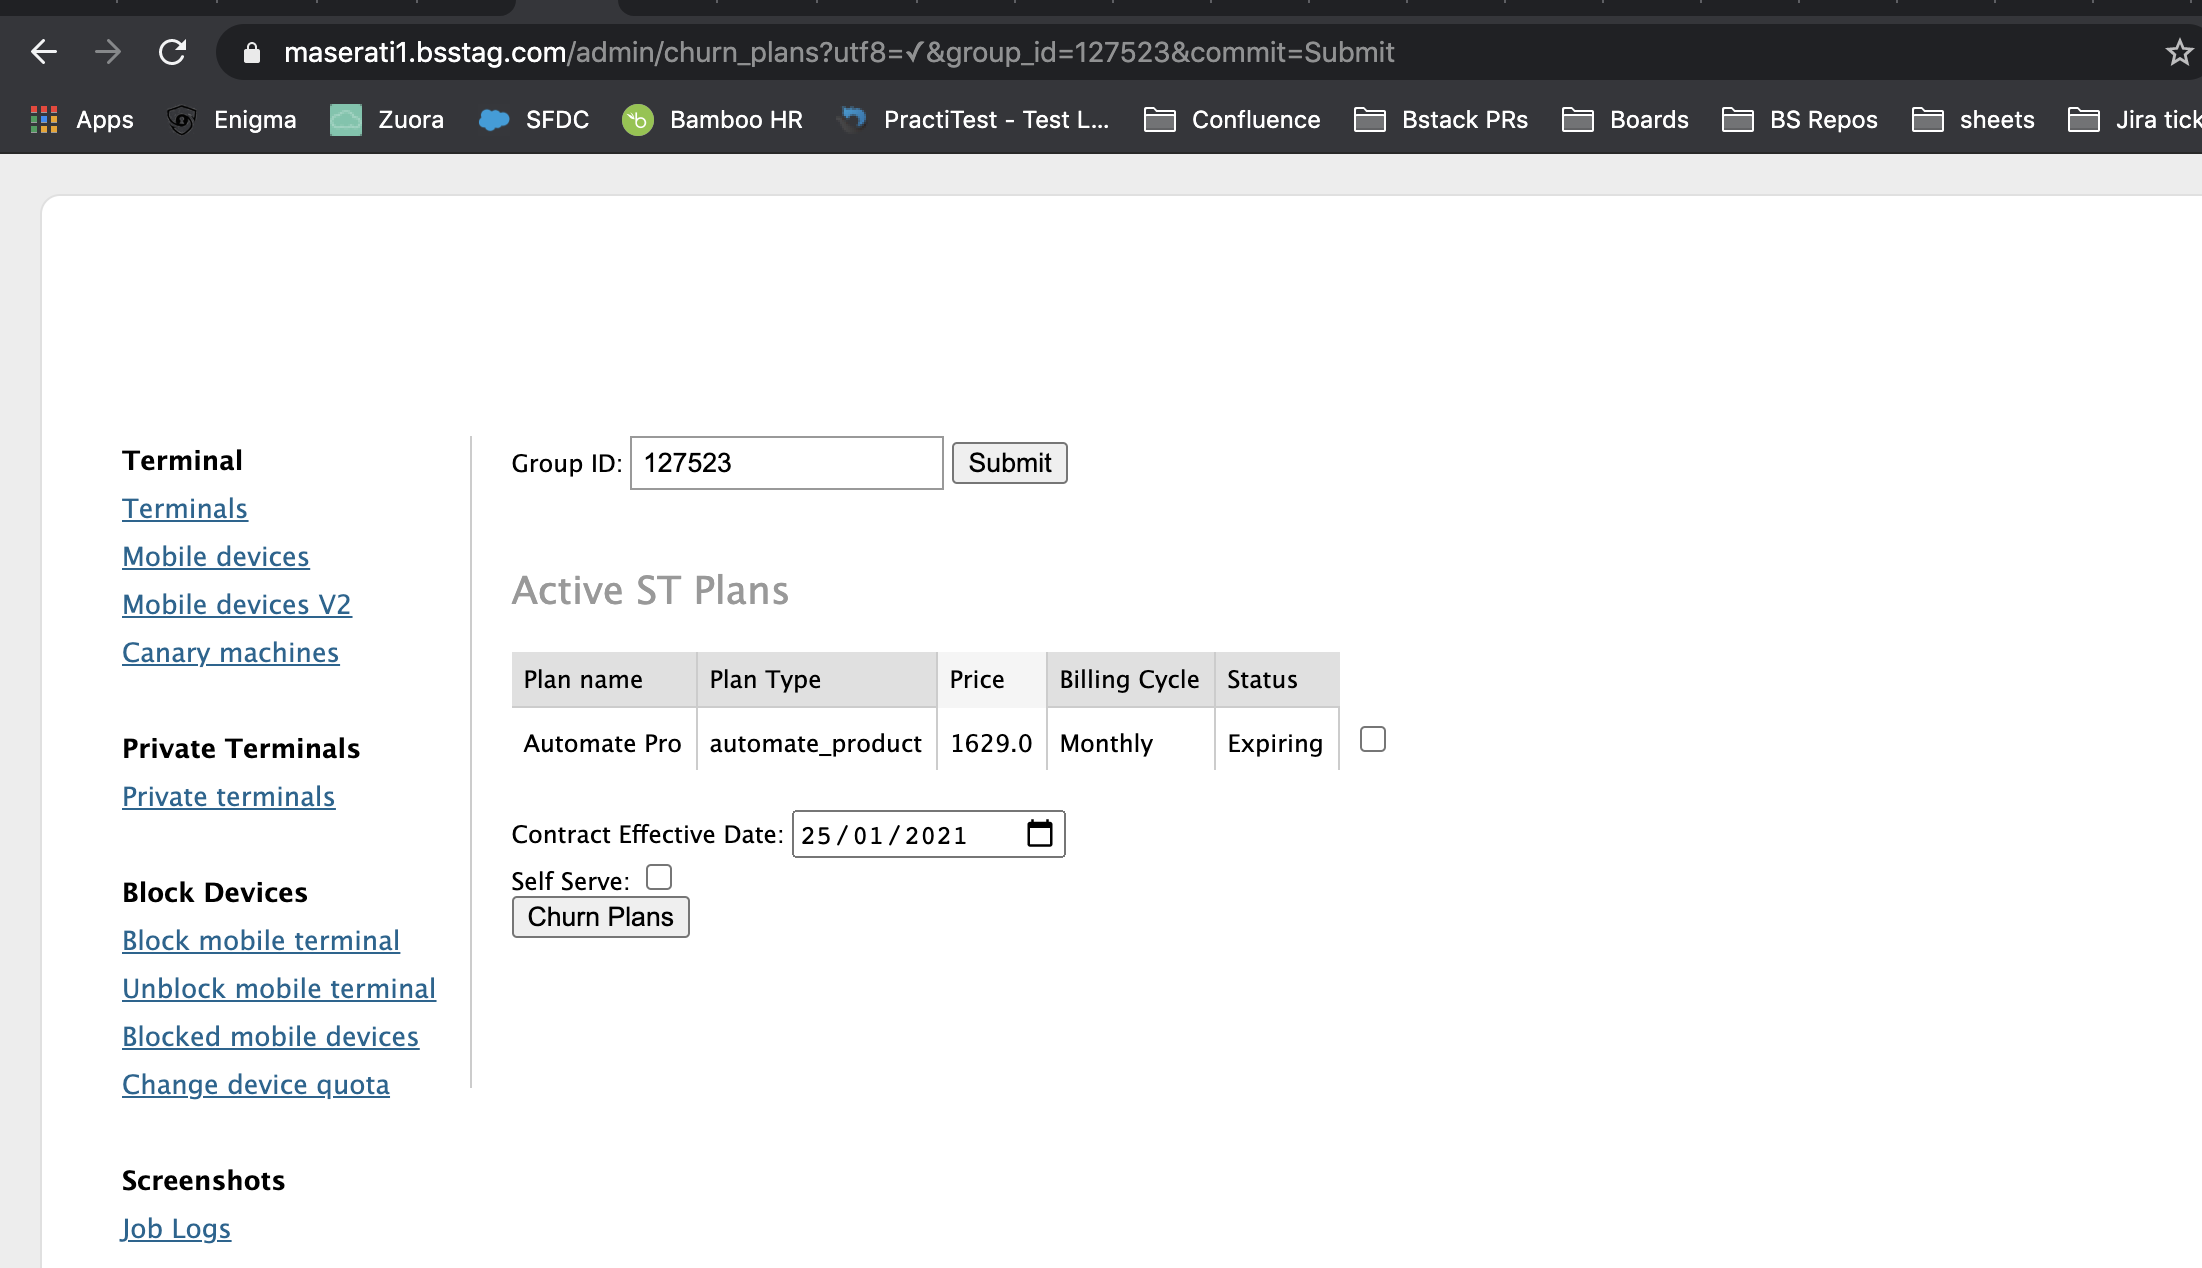 maserati1.bsstag.com/admin/churn_plans?utf8=✓&group_id=127523&commit=Submit
Apps Enigma Zuora SFDC Bamboo HR PractiTest - Test L... Confluence Bstack PRs Boards BS Repos sheets Jira tick
Terminal
Terminals
Mobile devices
Mobile devices V2
Canary machines
Private Terminals
Private terminals
Block Devices
Block mobile terminal
Unblock mobile terminal
Blocked mobile devices
Change device quota
Screenshots
Job Logs
Group ID: 127523 Submit
Active ST Plans
Plan name Plan Type Price Billing Cycle Status
Automate Pro automate_product 1629.0 Monthly Expiring
Contract Effective Date: 25/01/2021
Self Serve:
Churn Plans